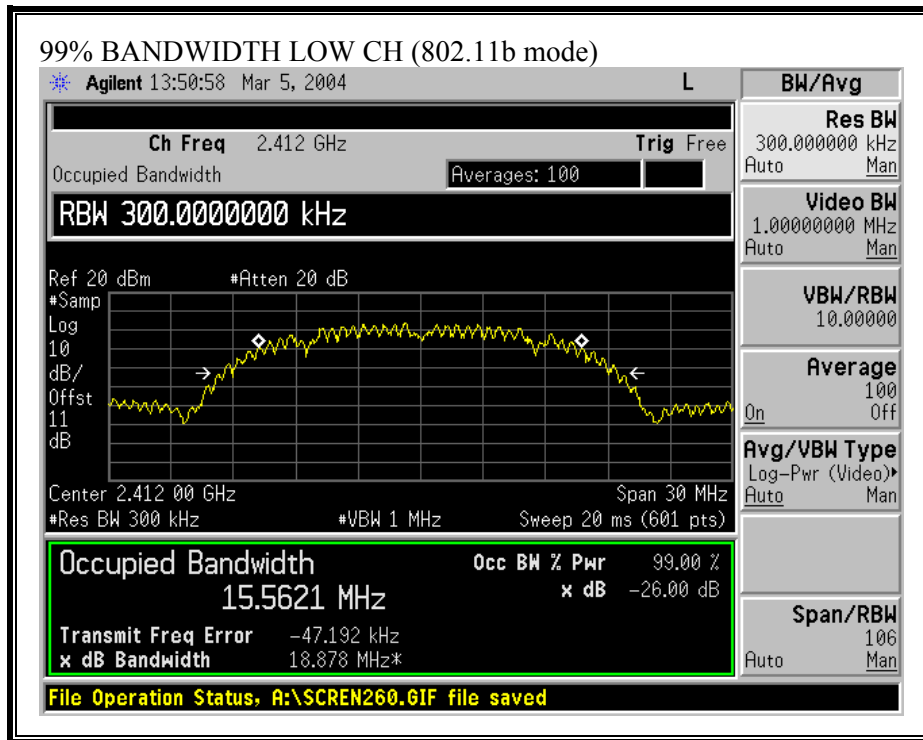 99% BANDWIDTH LOW CH (802.11b mode)
Agilent 13:50:58 Mar 5, 2004 L
Ch Freq 2.412 GHz Trig Free
Occupied Bandwidth Averages: 100
RBW 300.0000000 kHz
Ref 20 dBm #Atten 20 dB
#Samp
Log
10
dB/
Offst
11
dB
Center 2.412 00 GHz Span 30 MHz
#Res BW 300 kHz #VBW 1 MHz Sweep 20 ms (601 pts)
Occupied Bandwidth Occ BW % Pwr 99.00 %
15.5621 MHz x dB -26.00 dB
Transmit Freq Error -47.192 kHz
x dB Bandwidth 18.878 MHz*
File Operation Status, A:\SCREN260.GIF file saved
BW/Avg
Res BW
300.000000 kHz
Auto Man
Video BW
1.00000000 MHz
Auto Man
VBW/RBW
10.00000
Average
100
On Off
Avg/VBW Type
Log-Pwr (Video)
Auto Man
Span/RBW
106
Auto Man